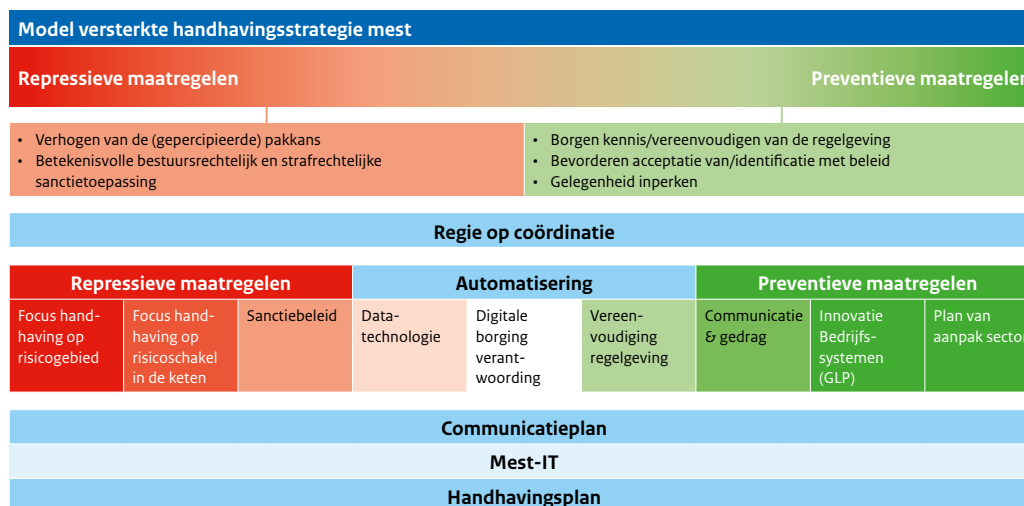 Model versterkte handhavingsstrategie mest
Repressieve maatregelen
Preventieve maatregelen
• Verhogen van de (gepercipieerde) pakkans
• Betekenisvolle bestuursrechtelijk en strafrechtelijke
sanctietoepassing
• Borgen kennis/vereenvoudigen van de regelgeving
• Bevorderen acceptatie van/identificatie met beleid
• Gelegenheid inperken
Regie op coördinatie
Repressieve maatregelen
Automatisering
Preventieve maatregelen
Focus hand-
having op
risicogebied
Focus hand-
having op
risicoschakel
in de keten
Sanctiebeleid
Data-
technologie
Digitale
borging
verant-
woording
Vereen-
voudiging
regelgeving
Communicatie
& gedrag
Innovatie
Bedrijfs-
systemen
(GLP)
Plan van
aanpak sector
Communicatieplan
Mest-IT
Handhavingsplan